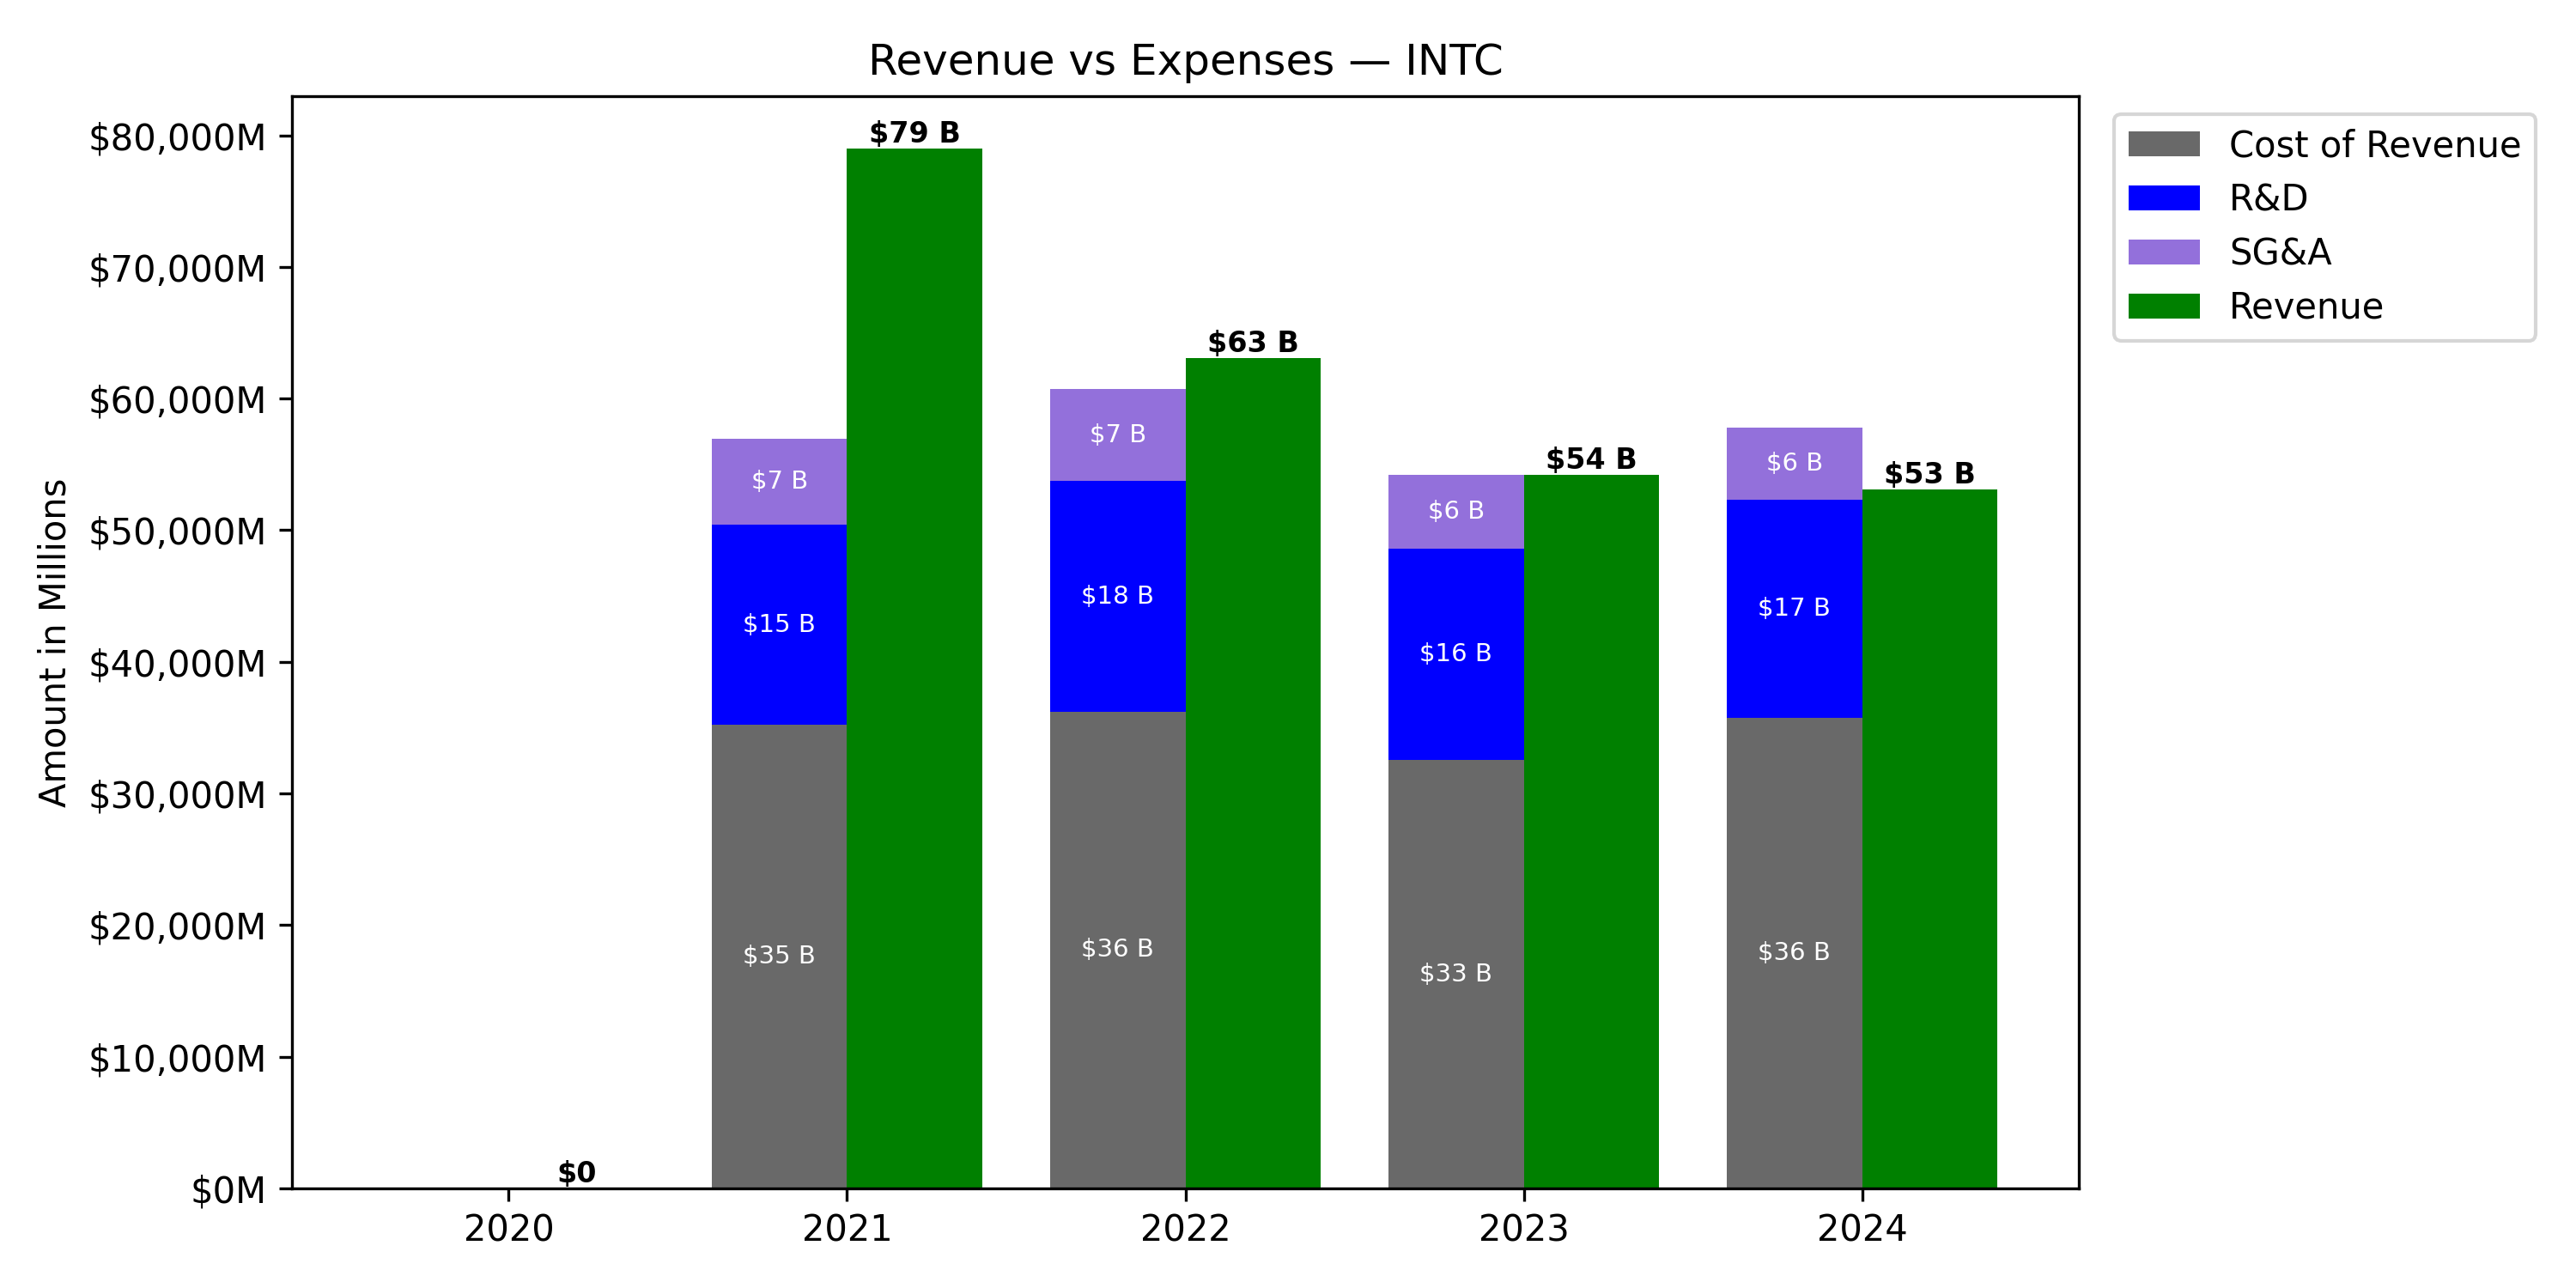 Revenue vs Expenses — INTC
Amount in Millions
$80,000M
$70,000M
$60,000M
$50,000M
$40,000M
$30,000M
$20,000M
$10,000M
$0M
$0
$79 B
$7 B
$15 B
$35 B
$63 B
$7 B
$18 B
$36 B
$54 B
$6 B
$16 B
$33 B
$53 B
$6 B
$17 B
$36 B
2020
2021
2022
2023
2024
Cost of Revenue
R&D
SG&A
Revenue